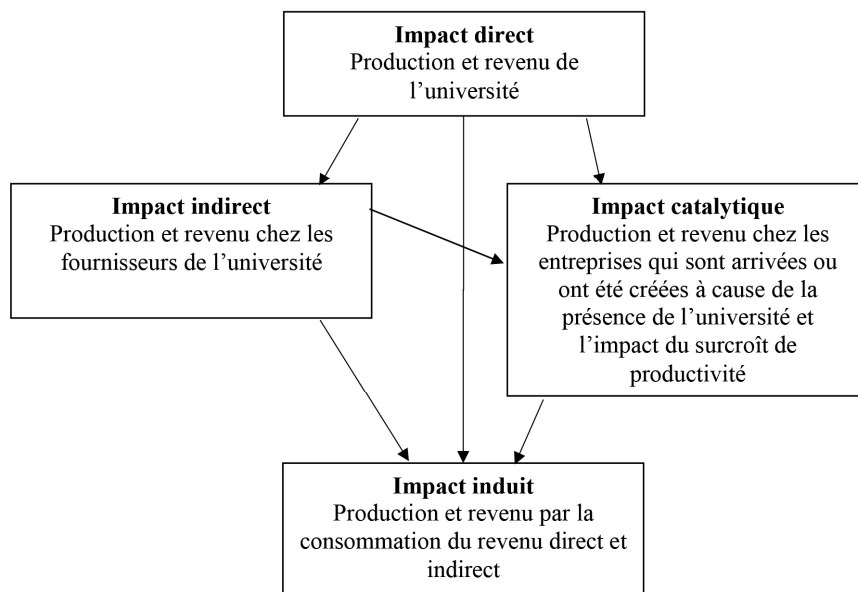 Impact direct
Production et revenu de
l’université
Impact indirect
Production et revenu chez les
fournisseurs de l’université
Impact catalytique
Production et revenu chez les
entreprises qui sont arrivées ou
ont été créées à cause de la
présence de l’université et
l’impact du surcroît de
productivité
Impact induit
Production et revenu par la
consommation du revenu direct et
indirect